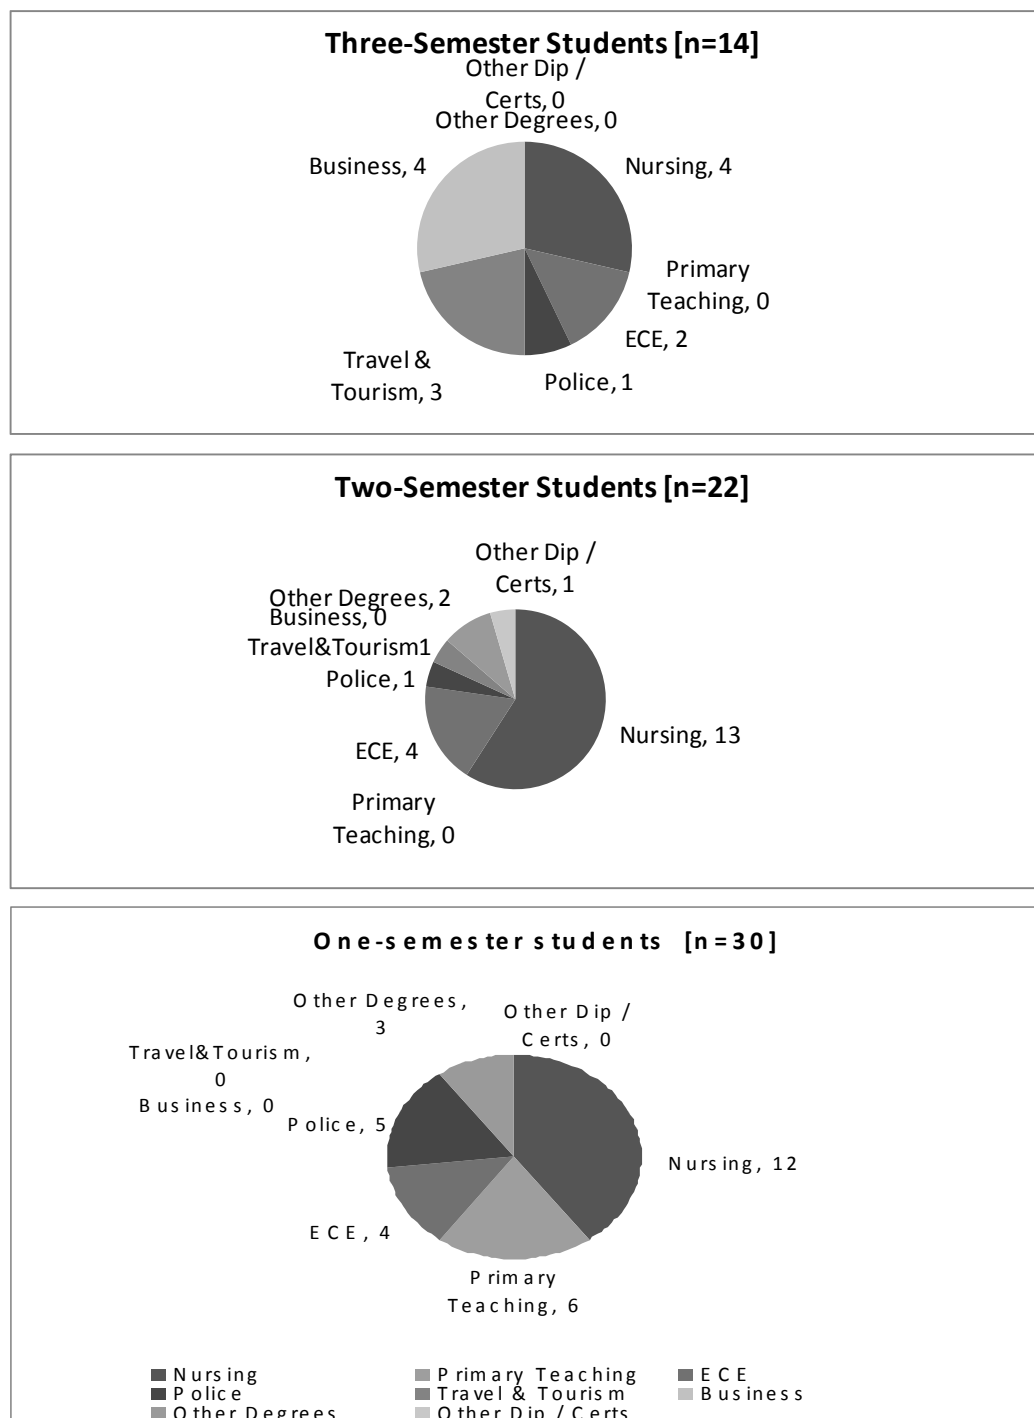 Three-Semester Students [n=14]
Other Dip /
Certs, 0
Other Degrees, 0
Business, 4
Nursing, 4
Primary
Teaching, 0
ECE, 2
Travel &
Tourism, 3
Police, 1
Two-Semester Students [n=22]
Other Dip /
Certs, 1
Other Degrees, 2
Business, 0
Travel&Tourism1
Police, 1
Nursing, 13
ECE, 4
Primary
Teaching, 0
One-semester students [n=30]
Other Degrees,
3
Other Dip /
Certs, 0
Travel&Tourism,
0
Business, 0
Police, 5
Nursing, 12
ECE, 4
Primary
Teaching, 6
Nursing Primary Teaching ECE
Police Travel & Tourism Business
Other Degrees Other Dip / Certs